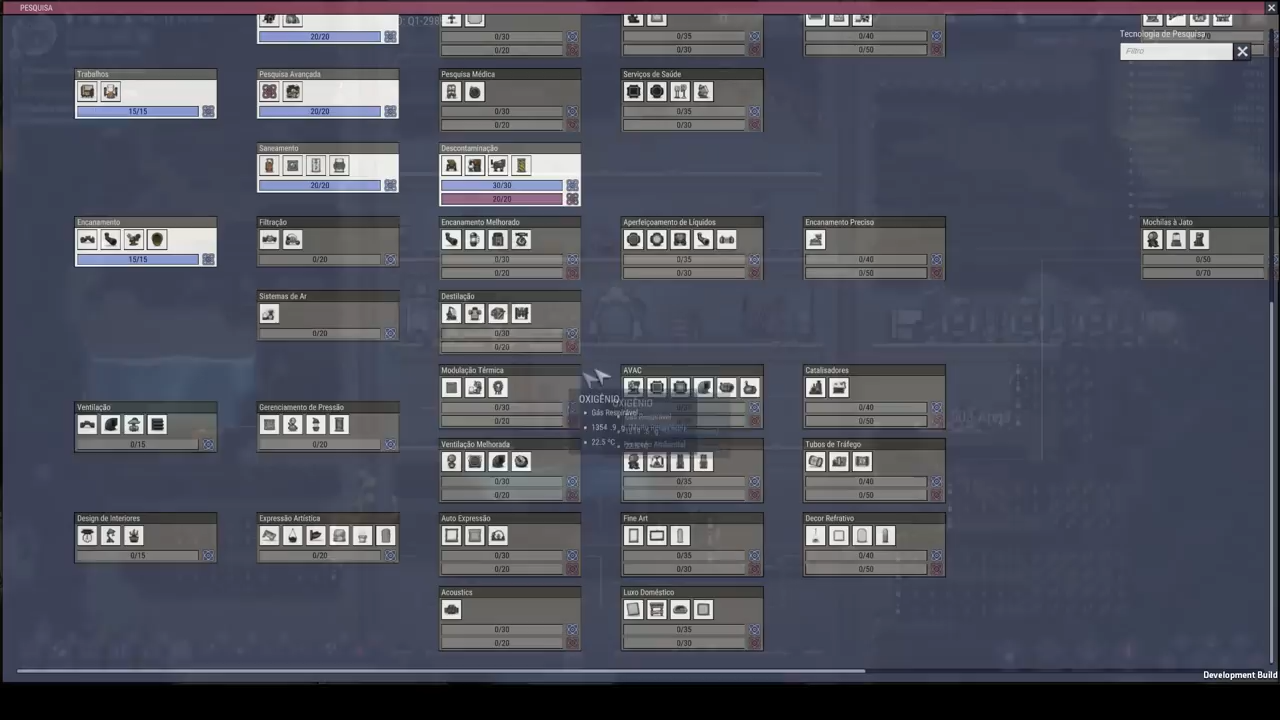 PESQUISA
Tecnologia de Pesquisa
Filtro
20/20
0/30
0/20
0/35
0/30
0/40
0/50
Trabalhos
15/15
Pesquisa Avançada
20/20
Pesquisa Médica
0/30
0/20
Serviços de Saúde
0/35
0/30
Saneamento
20/20
Descontaminação
30/30
20/20
Encanamento
15/15
Filtração
0/20
Encanamento Melhorado
0/30
0/20
Aperfeiçoamento de Líquidos
0/35
0/30
Encanamento Preciso
0/40
0/50
Mochilas à Jato
0/50
0/70
Sistemas de Ar
0/20
Destilação
0/30
0/20
Modulação Térmica
0/30
0/20
AVAC
Catalisadores
0/40
0/50
OXIGÊNIO
Gás Respirável
22.5 °C
Ventilação
0/15
Gerenciamento de Pressão
0/20
Ventilação Melhorada
0/30
0/20
0/35
0/30
Tubos de Tráfego
0/40
0/50
Design de Interiores
0/15
Expressão Artística
0/20
Auto Expressão
0/30
0/20
Fine Art
0/35
0/30
Decor Refrativo
0/40
0/50
Acoustics
0/30
0/20
Luxo Doméstico
0/35
0/30
Development Build